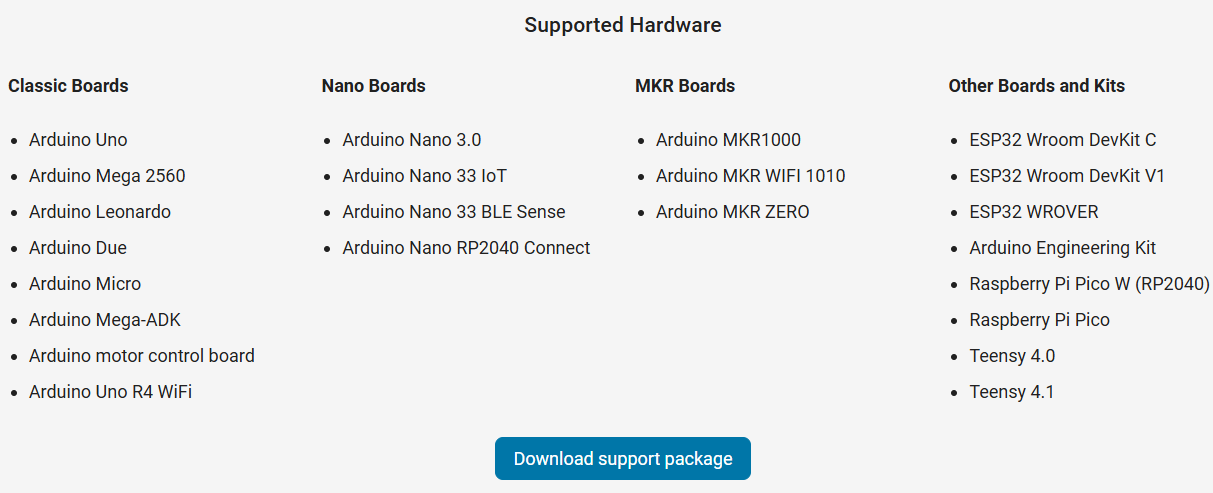 Supported Hardware
Classic Boards
Arduino Uno
Arduino Mega 2560
Arduino Leonardo
Arduino Due
Arduino Micro
Arduino Mega-ADK
Arduino motor control board
Arduino Uno R4 WiFi
Nano Boards
Arduino Nano 3.0
Arduino Nano 33 IoT
Arduino Nano 33 BLE Sense
Arduino Nano RP2040 Connect
MKR Boards
Arduino MKR1000
Arduino MKR WIFI 1010
Arduino MKR ZERO
Other Boards and Kits
ESP32 Wroom DevKit C
ESP32 Wroom DevKit V1
ESP32 WROVER
Arduino Engineering Kit
Raspberry Pi Pico W (RP2040)
Raspberry Pi Pico
Teensy 4.0
Teensy 4.1
Download support package